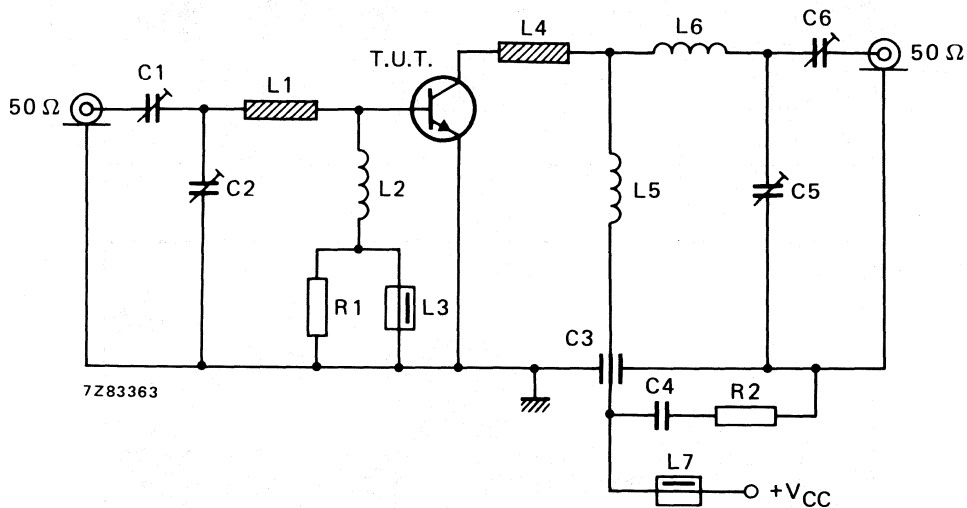 C6
L4
L6
50 Ω
T.U.T.
C1
50 Ω
L1
C2
L2
L5
C5
R1
L3
C3
C4
R2
7Z83363
L7
+VCC